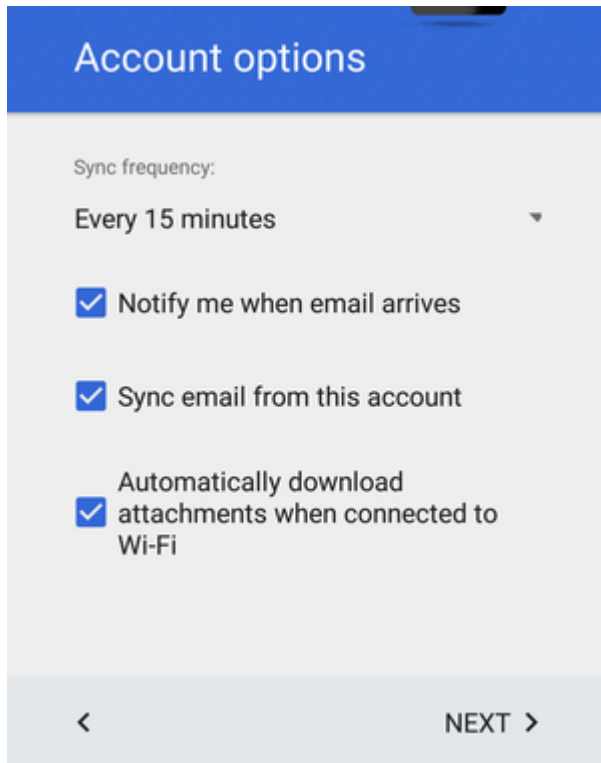 Account options
Sync frequency:
Every 15 minutes
Notify me when email arrives
Sync email from this account
Automatically download
attachments when connected to
Wi-Fi
NEXT